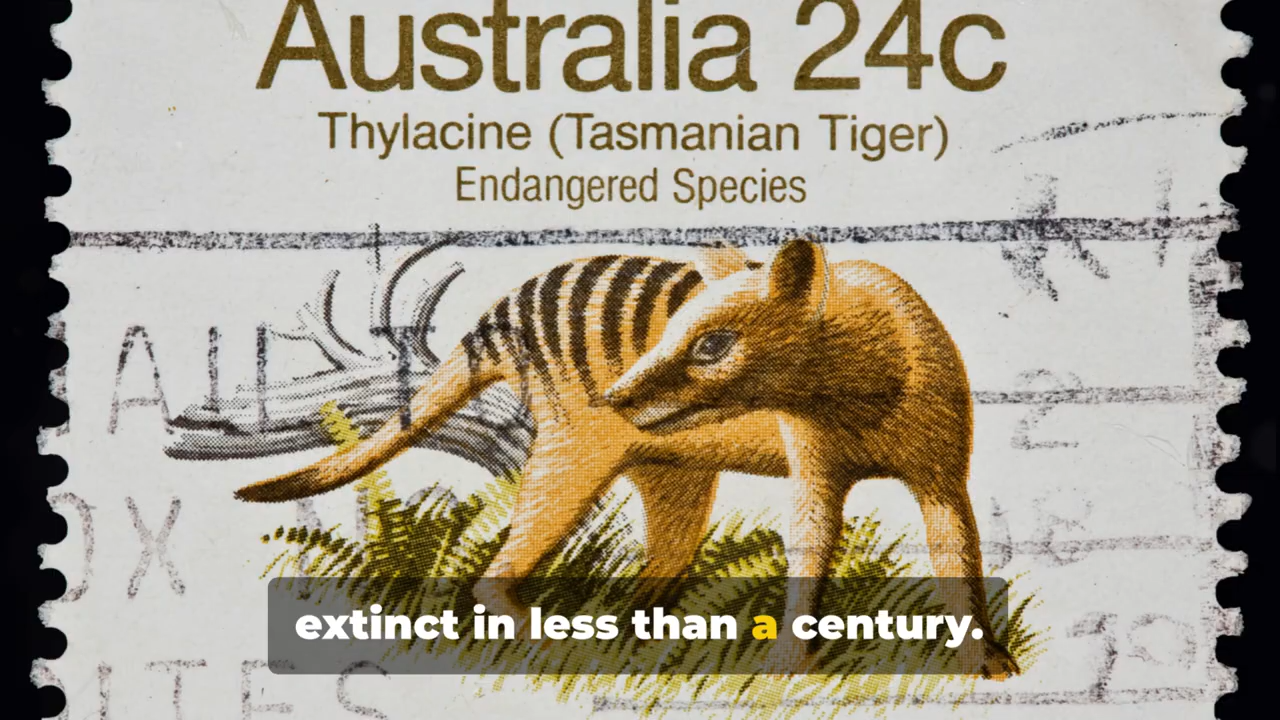 Australia 24c
Thylacine (Tasmanian Tiger)
Endangered Species
extinct in less than a century.